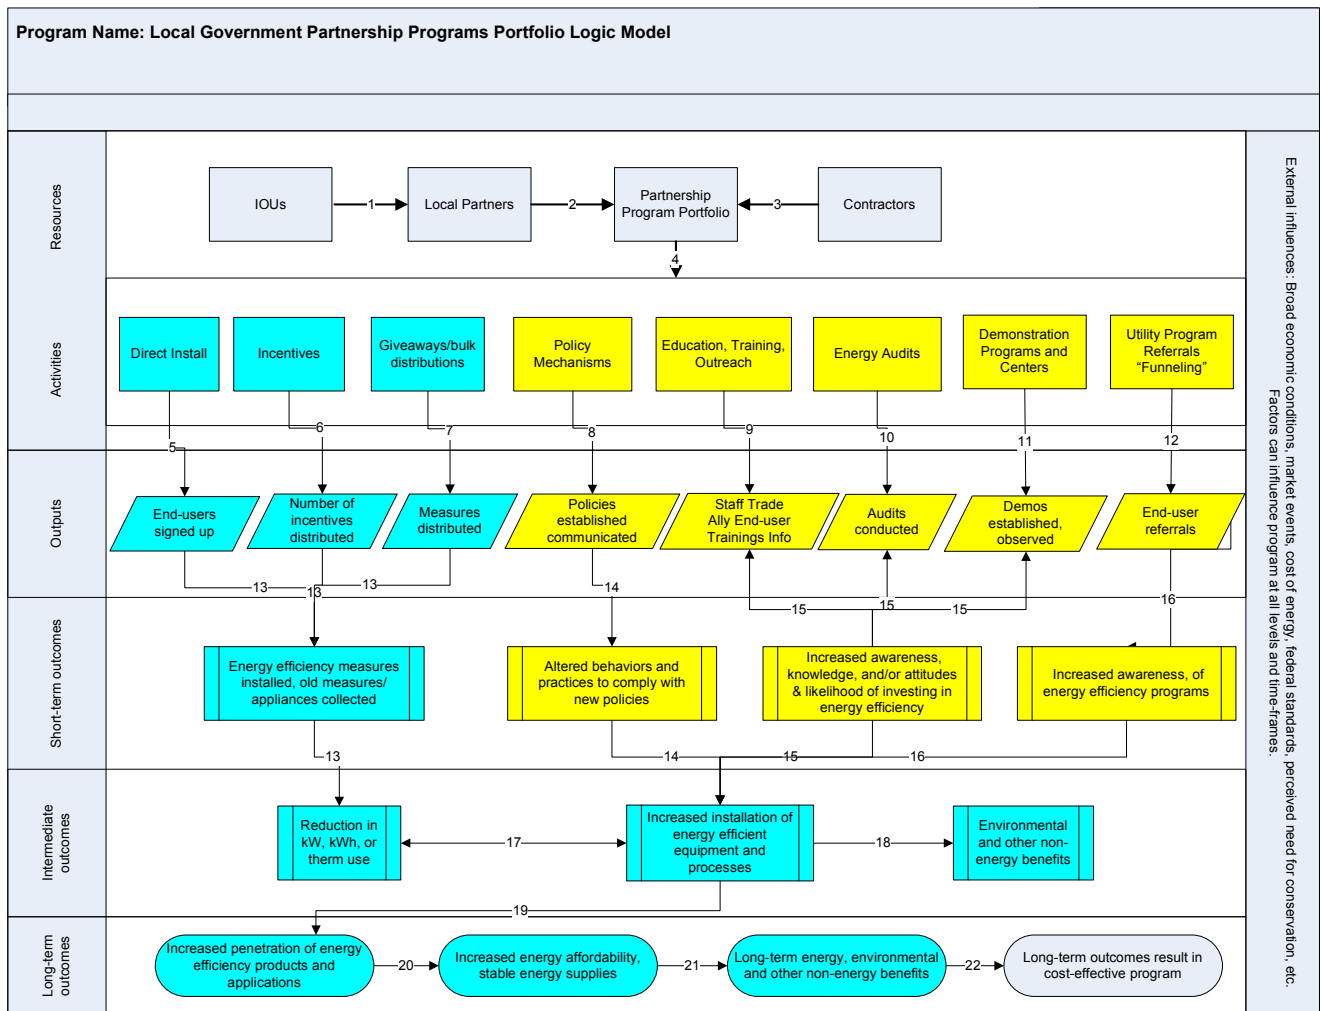 Program Name: Local Government Partnership Programs Portfolio Logic Model
Resources
IOUs
1
Local Partners
2
Partnership
Program Portfolio
3
Contractors
4
Activities
Direct Install
Incentives
Giveaways/bulk
distributions
Policy
Mechanisms
Education, Training,
Outreach
Energy Audits
Demonstration
Programs and
Centers
Utility Program
Referrals
“Funneling”
5
6
7
8
9
10
11
12
Outputs
End-users
signed up
Number of
incentives
distributed
Measures
distributed
Policies
established
communicated
Staff Trade
Ally End-user
Trainings Info
Audits
conducted
Demos
established,
observed
End-user
referrals
13
13
13
14
15
15
15
16
Short-term outcomes
Energy efficiency measures
installed, old measures/
appliances collected
Altered behaviors and
practices to comply with
new policies
Increased awareness,
knowledge, and/or attitudes
& likelihood of investing in
energy efficiency
Increased awareness, of
energy efficiency programs
13
14
15
16
Intermediate
outcomes
Reduction in
kW, kWh, or
therm use
17
Increased installation of
energy efficient
equipment and
processes
18
Environmental
and other non-
energy benefits
19
Long-term
outcomes
Increased penetration of energy
efficiency products and
applications
20
Increased energy affordability,
stable energy supplies
21
Long-term energy, environmental
and other non-energy benefits
22
Long-term outcomes result in
cost-effective program
External influences: Broad economic conditions, market events, cost of energy, federal standards, perceived need for conservation, etc.
Factors can influence program at all levels and time-frames.